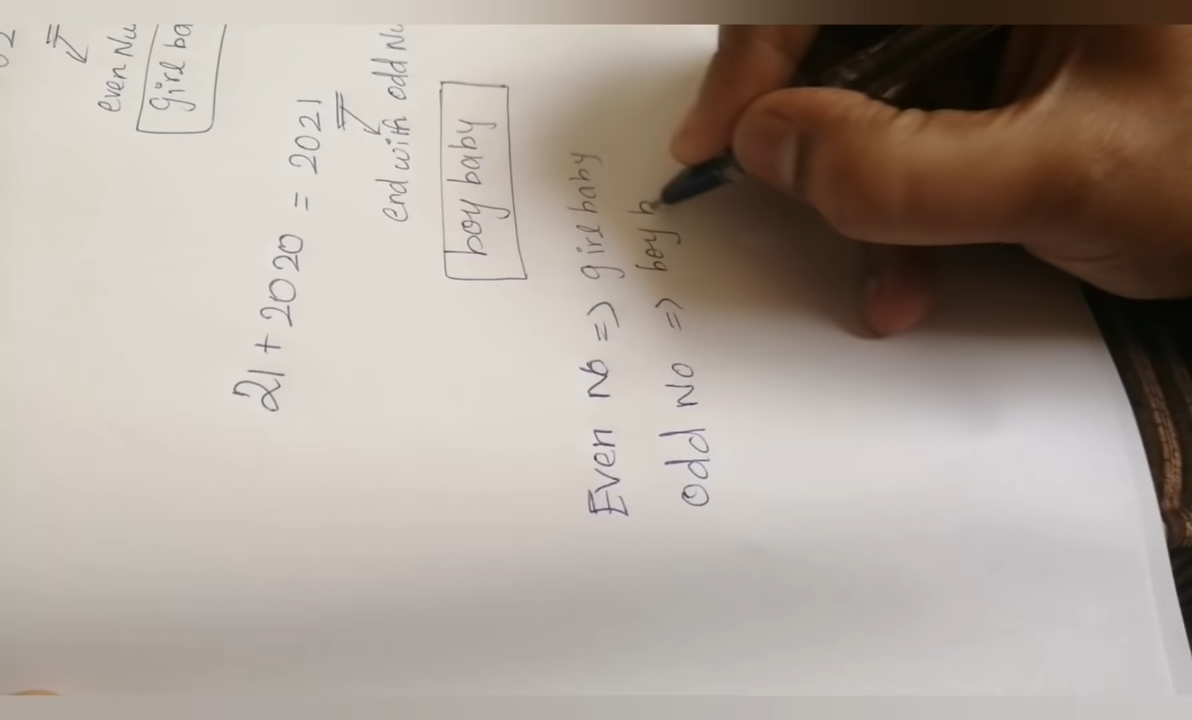 even Nu
girl ba
21 + 2020 = 2021
end with odd Nu
boy baby
Even No => girl baby
Odd No => boy b